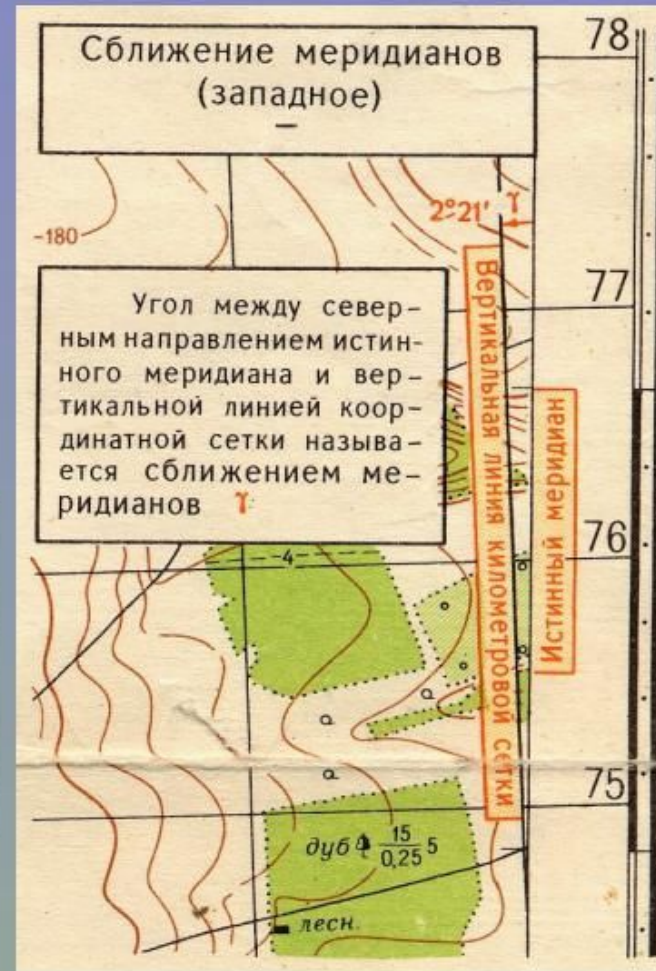 Сближение меридианов
(западное)
–
78
2°21' γ
-180
77
Угол между север-
ным направлением истин-
ного меридиана и вер-
тикальной линией коор-
динатной сетки называ-
ется сближением ме-
ридианов γ
Вертикальная линия километровой сетки
Истинный меридиан
76
-4
75
дуб 15
0,25 5
лесн.